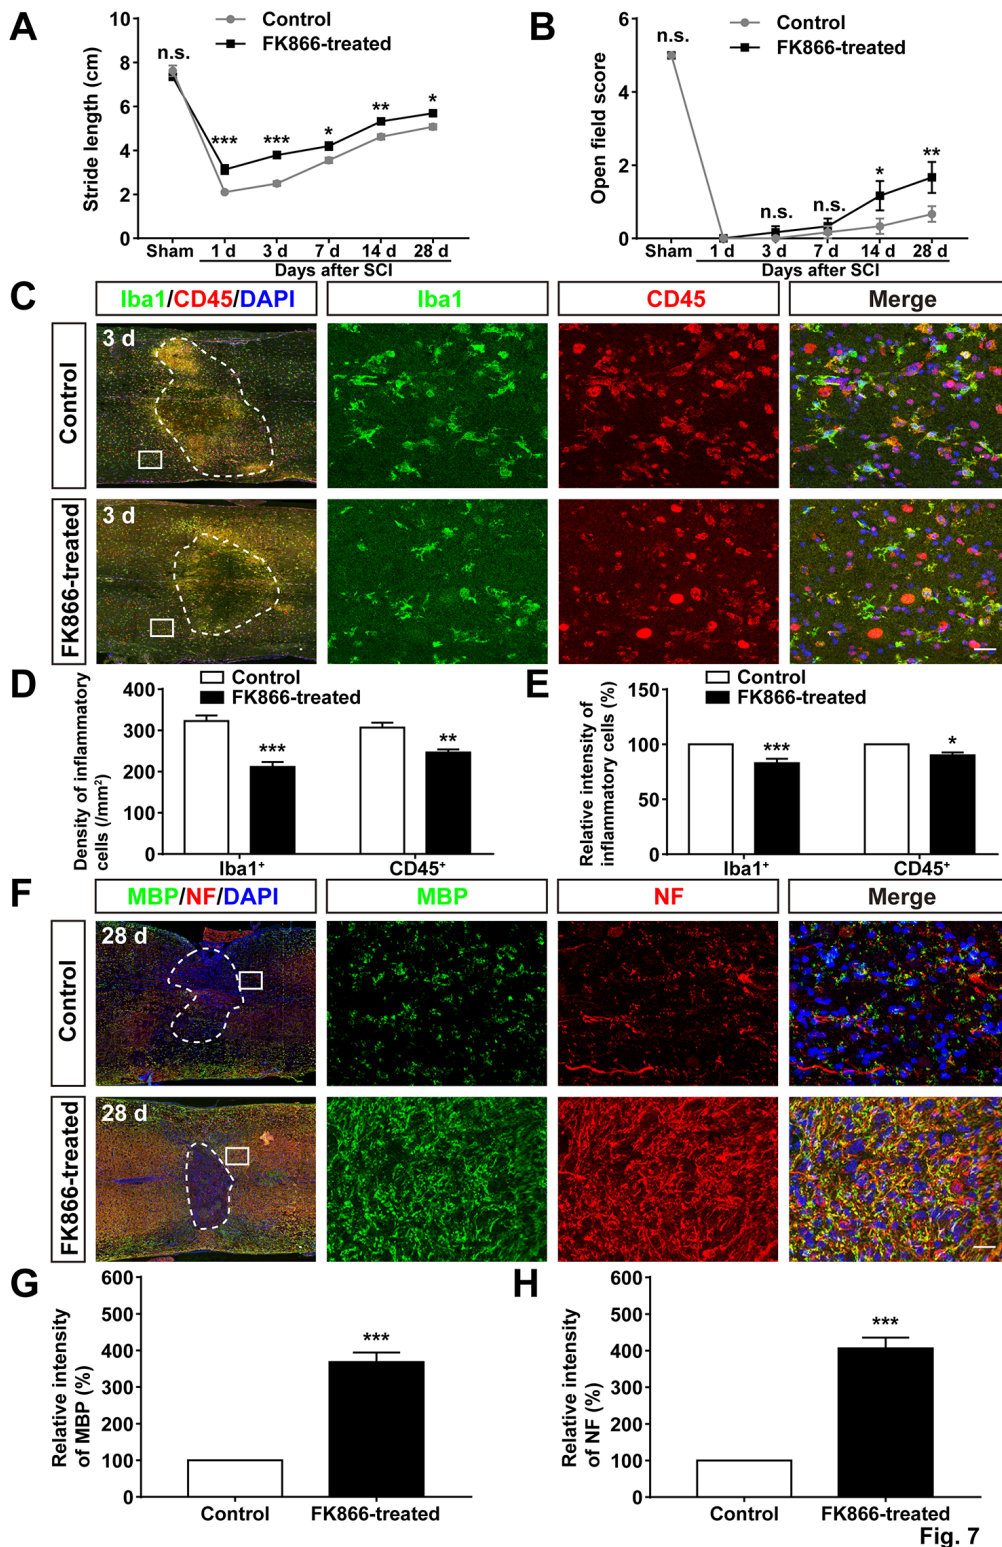 A
Control
FK866-treated
Stride length (cm)
10
8
6
4
2
0
n.s.
***
***
*
**
*
Sham
1 d
3 d
7 d
14 d
28 d
Days after SCI
B
Control
FK866-treated
Open field score
6
4
2
0
n.s.
n.s.
n.s.
*
**
Sham
1 d
3 d
7 d
14 d
28 d
Days after SCI
C
Iba1/CD45/DAPI
Iba1
CD45
Merge
Control
3 d
FK866-treated
3 d
D
Control
FK866-treated
Density of inflammatory
cells (/mm²)
400
300
200
100
0
***
**
Iba1⁺
CD45⁺
E
Control
FK866-treated
Relative intensity of
inflammatory cells (%)
150
100
50
0
***
*
Iba1⁺
CD45⁺
F
MBP/NF/DAPI
MBP
NF
Merge
Control
28 d
FK866-treated
28 d
G
Relative intensity
of MBP (%)
600
500
400
300
200
100
0
***
Control
FK866-treated
H
Relative intensity
of NF (%)
600
500
400
300
200
100
0
***
Control
FK866-treated
Fig. 7